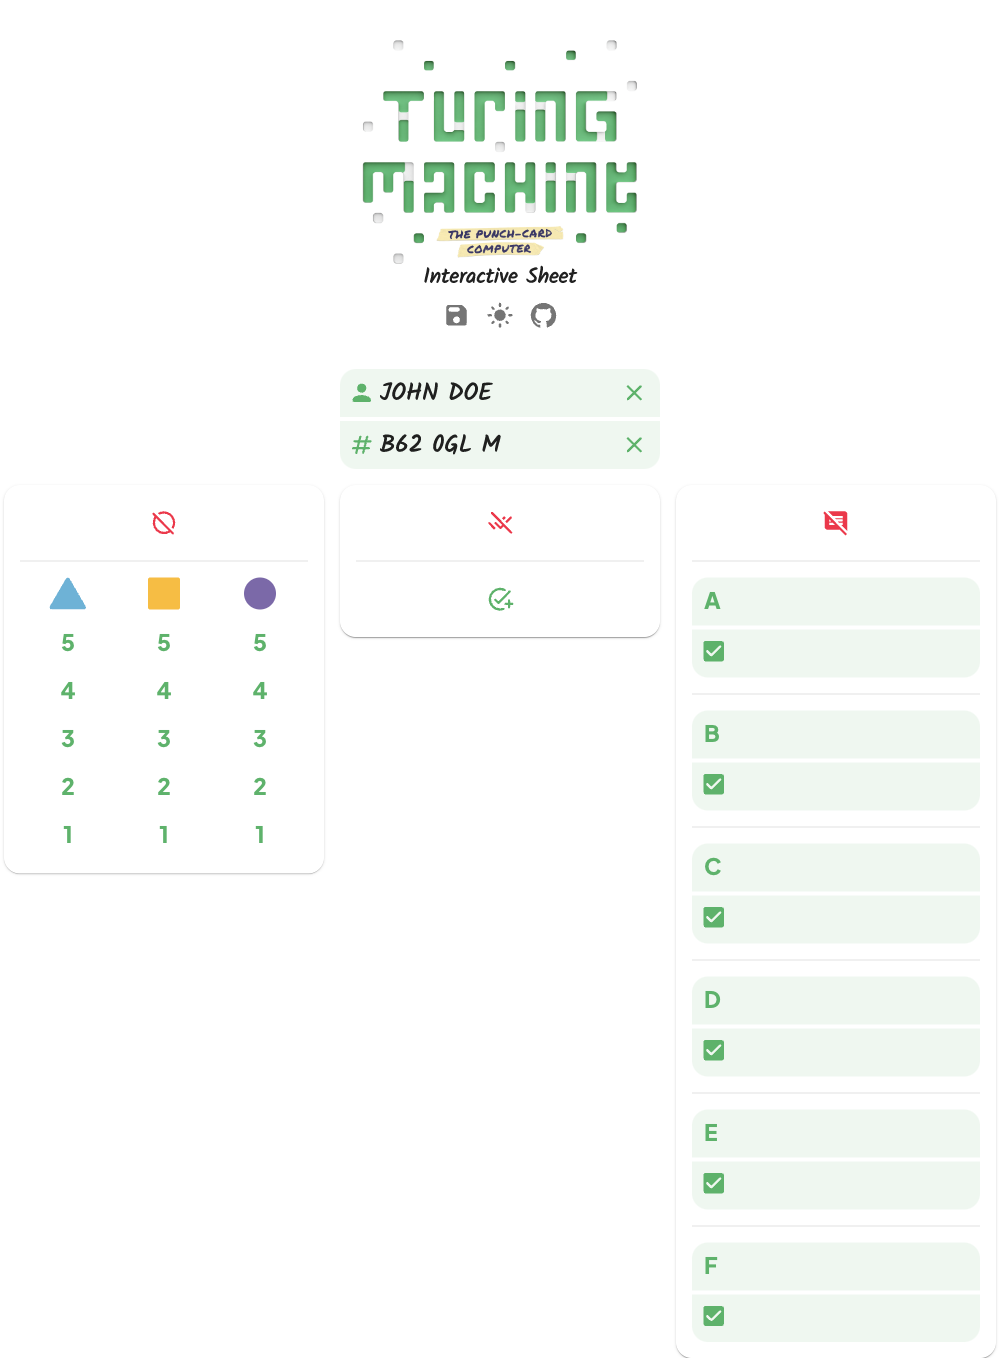 TURING
MACHINE
THE PUNCH-CARD
COMPUTER
Interactive Sheet
JOHN DOE
# B62 0GL M
5 5 5
4 4 4
3 3 3
2 2 2
1 1 1
A
B
C
D
E
F